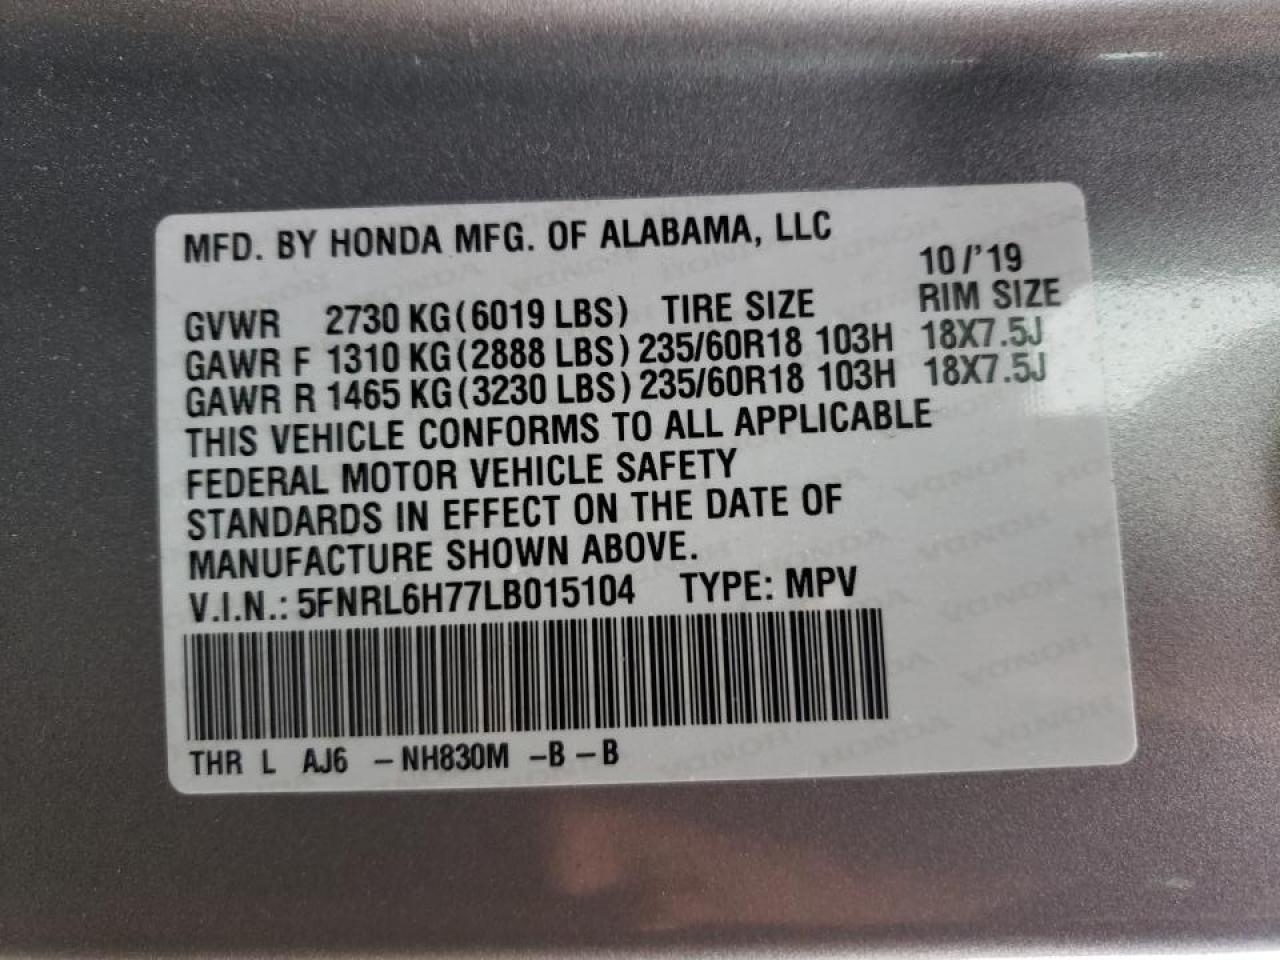 MFD. BY HONDA MFG. OF ALABAMA, LLC
10/'19
GVWR 2730 KG (6019 LBS) TIRE SIZE RIM SIZE
GAWR F 1310 KG (2888 LBS) 235/60R18 103H 18X7.5J
GAWR R 1465 KG (3230 LBS) 235/60R18 103H 18X7.5J
THIS VEHICLE CONFORMS TO ALL APPLICABLE
FEDERAL MOTOR VEHICLE SAFETY
STANDARDS IN EFFECT ON THE DATE OF
MANUFACTURE SHOWN ABOVE.
V.I.N.: 5FNRL6H77LB015104 TYPE: MPV
THR L AJ6 -NH830M -B -B